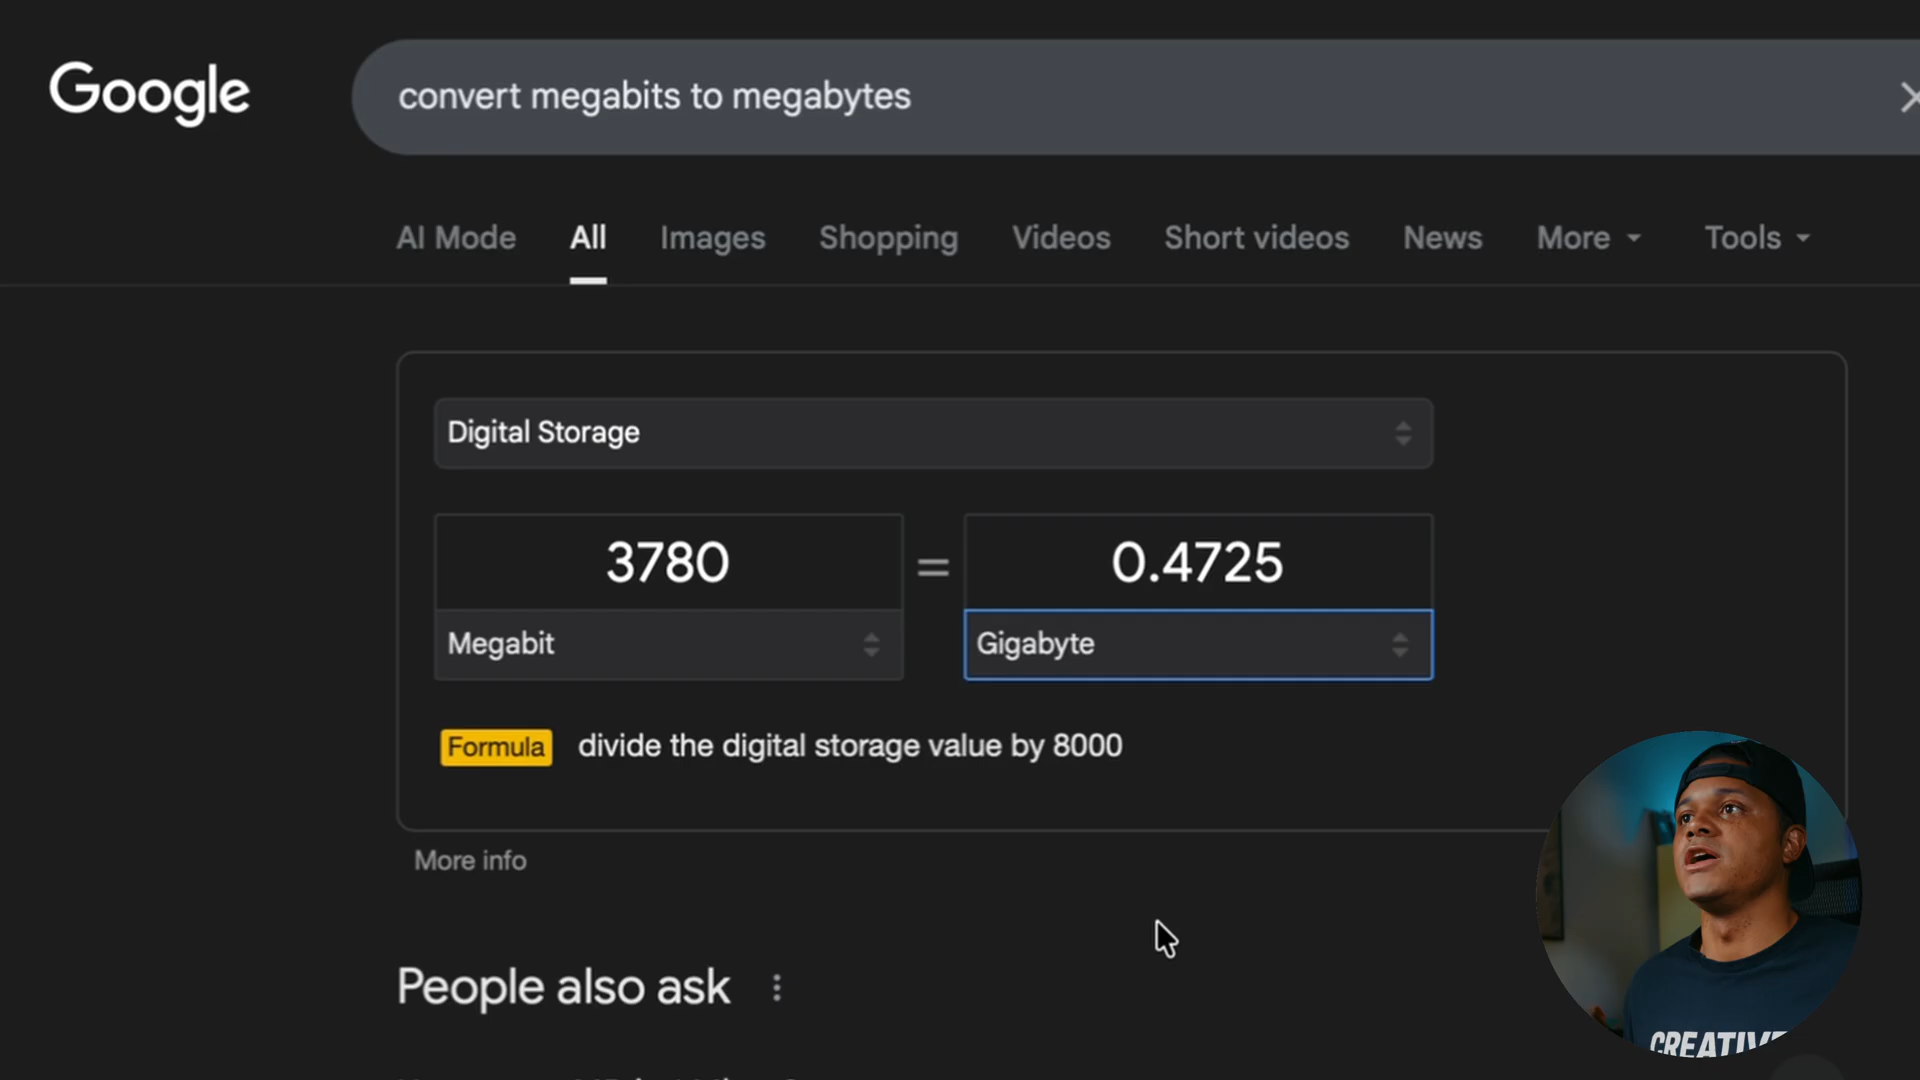 Google
convert megabits to megabytes
AI Mode All Images Shopping Videos Short videos News More Tools
Digital Storage
3780 = 0.4725
Megabit Gigabyte
Formula divide the digital storage value by 8000
More info
People also ask
CREATIVE